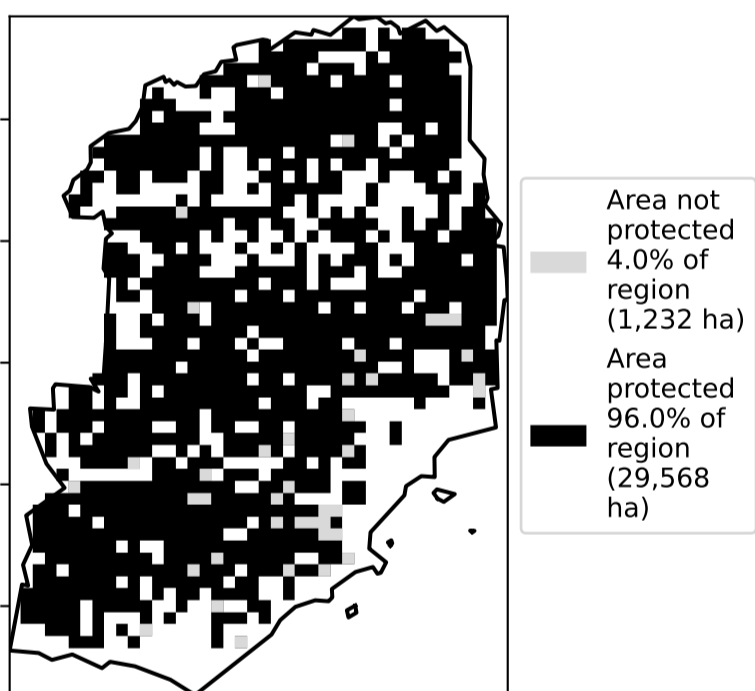 Area not
protected
4.0% of
region
(1,232 ha)
Area
protected
96.0% of
region
(29,568
ha)